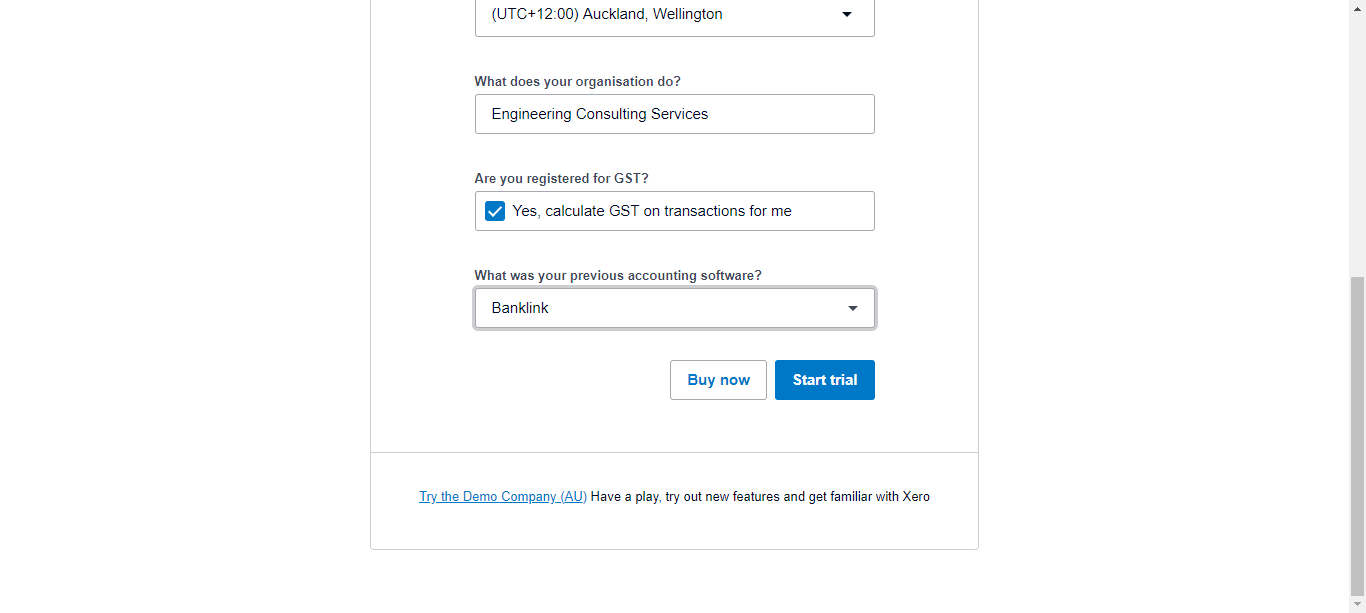 (UTC+12:00) Auckland, Wellington
What does your organisation do?
Engineering Consulting Services
Are you registered for GST?
Yes, calculate GST on transactions for me
What was your previous accounting software?
Banklink
Buy now
Start trial
Try the Demo Company (AU) Have a play, try out new features and get familiar with Xero